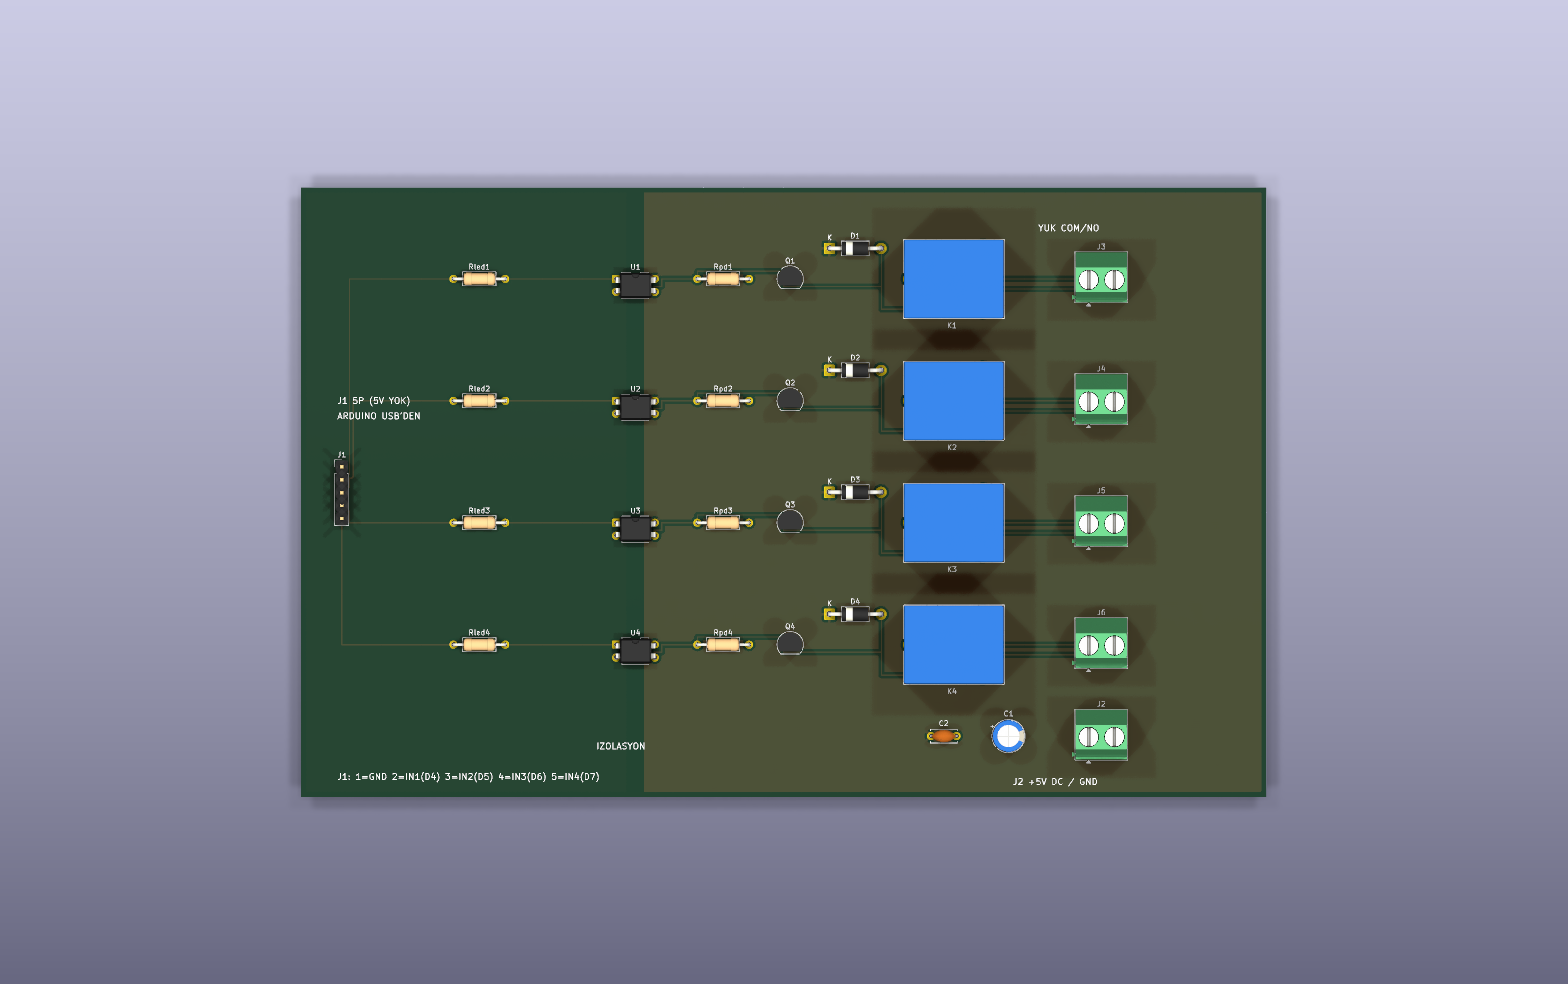 YUK COM/NO
K
D1
J3
Rled1
U1
Rpd1
Q1
K1
K
D2
J4
Rled2
U2
Rpd2
Q2
J1 5P (5V YOK)
ARDUINO USB'DEN
K2
J1
K
D3
J5
Rled3
U3
Rpd3
Q3
K3
K
D4
J6
Rled4
U4
Rpd4
Q4
K4
J2
C2
C1
+
IZOLASYON
J1: 1=GND 2=IN1(D4) 3=IN2(D5) 4=IN3(D6) 5=IN4(D7)
J2 +5V DC / GND